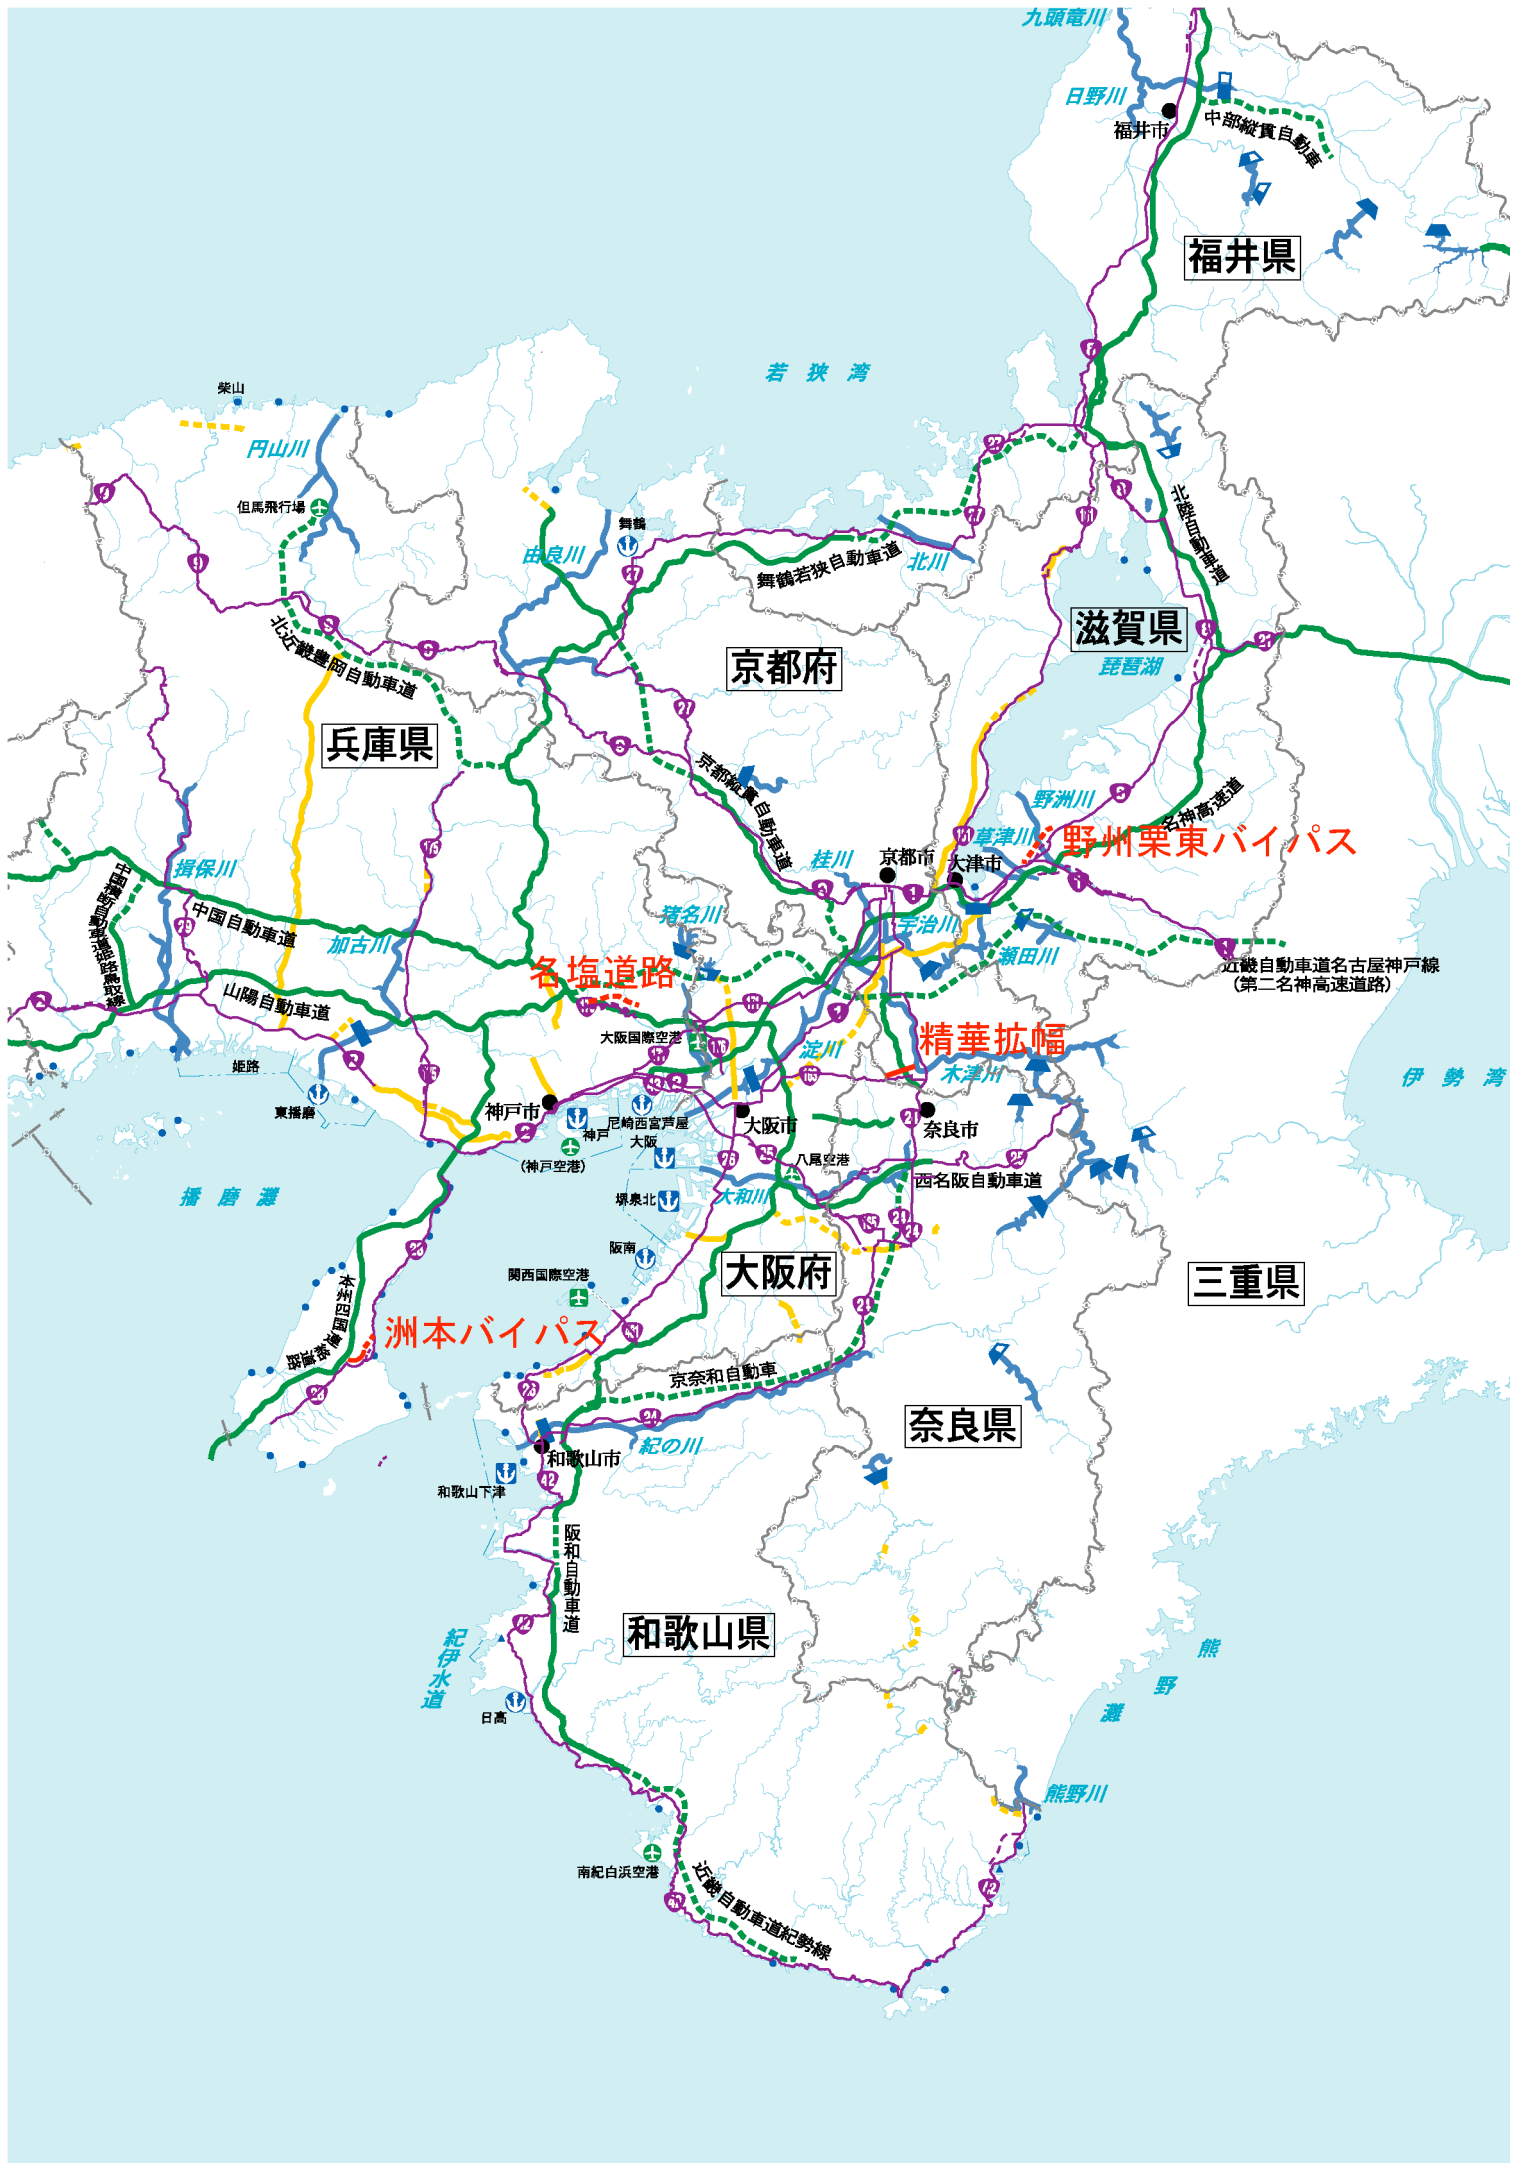 九頭竜川
日野川
福井市
中部縦貫自動車
福井県
若狭湾
柴山
円山川
但馬飛行場
舞鶴
由良川
舞鶴若狭自動車道
北川
北陸自動車道
滋賀県
琵琶湖
北近畿豊岡自動車道
京都府
兵庫県
京都縦貫自動車道
野洲川
名神高速道
草津川
野州栗東バイパス
桂川
京都市
大津市
揖保川
中国横断自動車道姫路鳥取線
中国自動車道
加古川
猪名川
宇治川
瀬田川
名塩道路
近畿自動車道名古屋神戸線
(第二名神高速道路)
山陽自動車道
大阪国際空港
精華拡幅
淀川
木津川
姫路
東播磨
伊勢湾
神戸市
神戸
尼崎西宮芦屋
大阪
大阪市
奈良市
(神戸空港)
八尾空港
西名阪自動車道
播磨灘
堺泉北
大和川
阪南
関西国際空港
大阪府
三重県
本州四国連絡道路
洲本バイパス
京奈和自動車
奈良県
紀の川
和歌山市
和歌山下津
阪和自動車道
和歌山県
紀伊水道
熊野灘
日高
熊野川
南紀白浜空港
近畿自動車道紀勢線